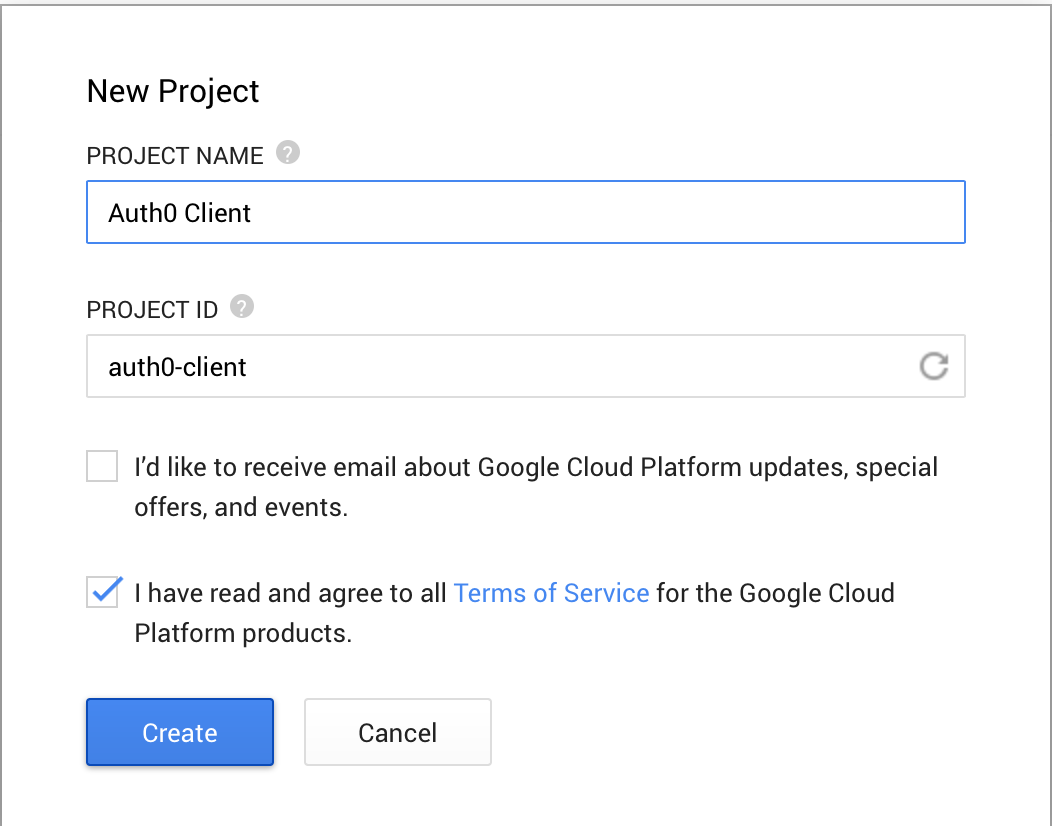 New Project
PROJECT NAME ?
Auth0 Client
PROJECT ID ?
auth0-client
I’d like to receive email about Google Cloud Platform updates, special
offers, and events.
I have read and agree to all Terms of Service for the Google Cloud
Platform products.
Create
Cancel